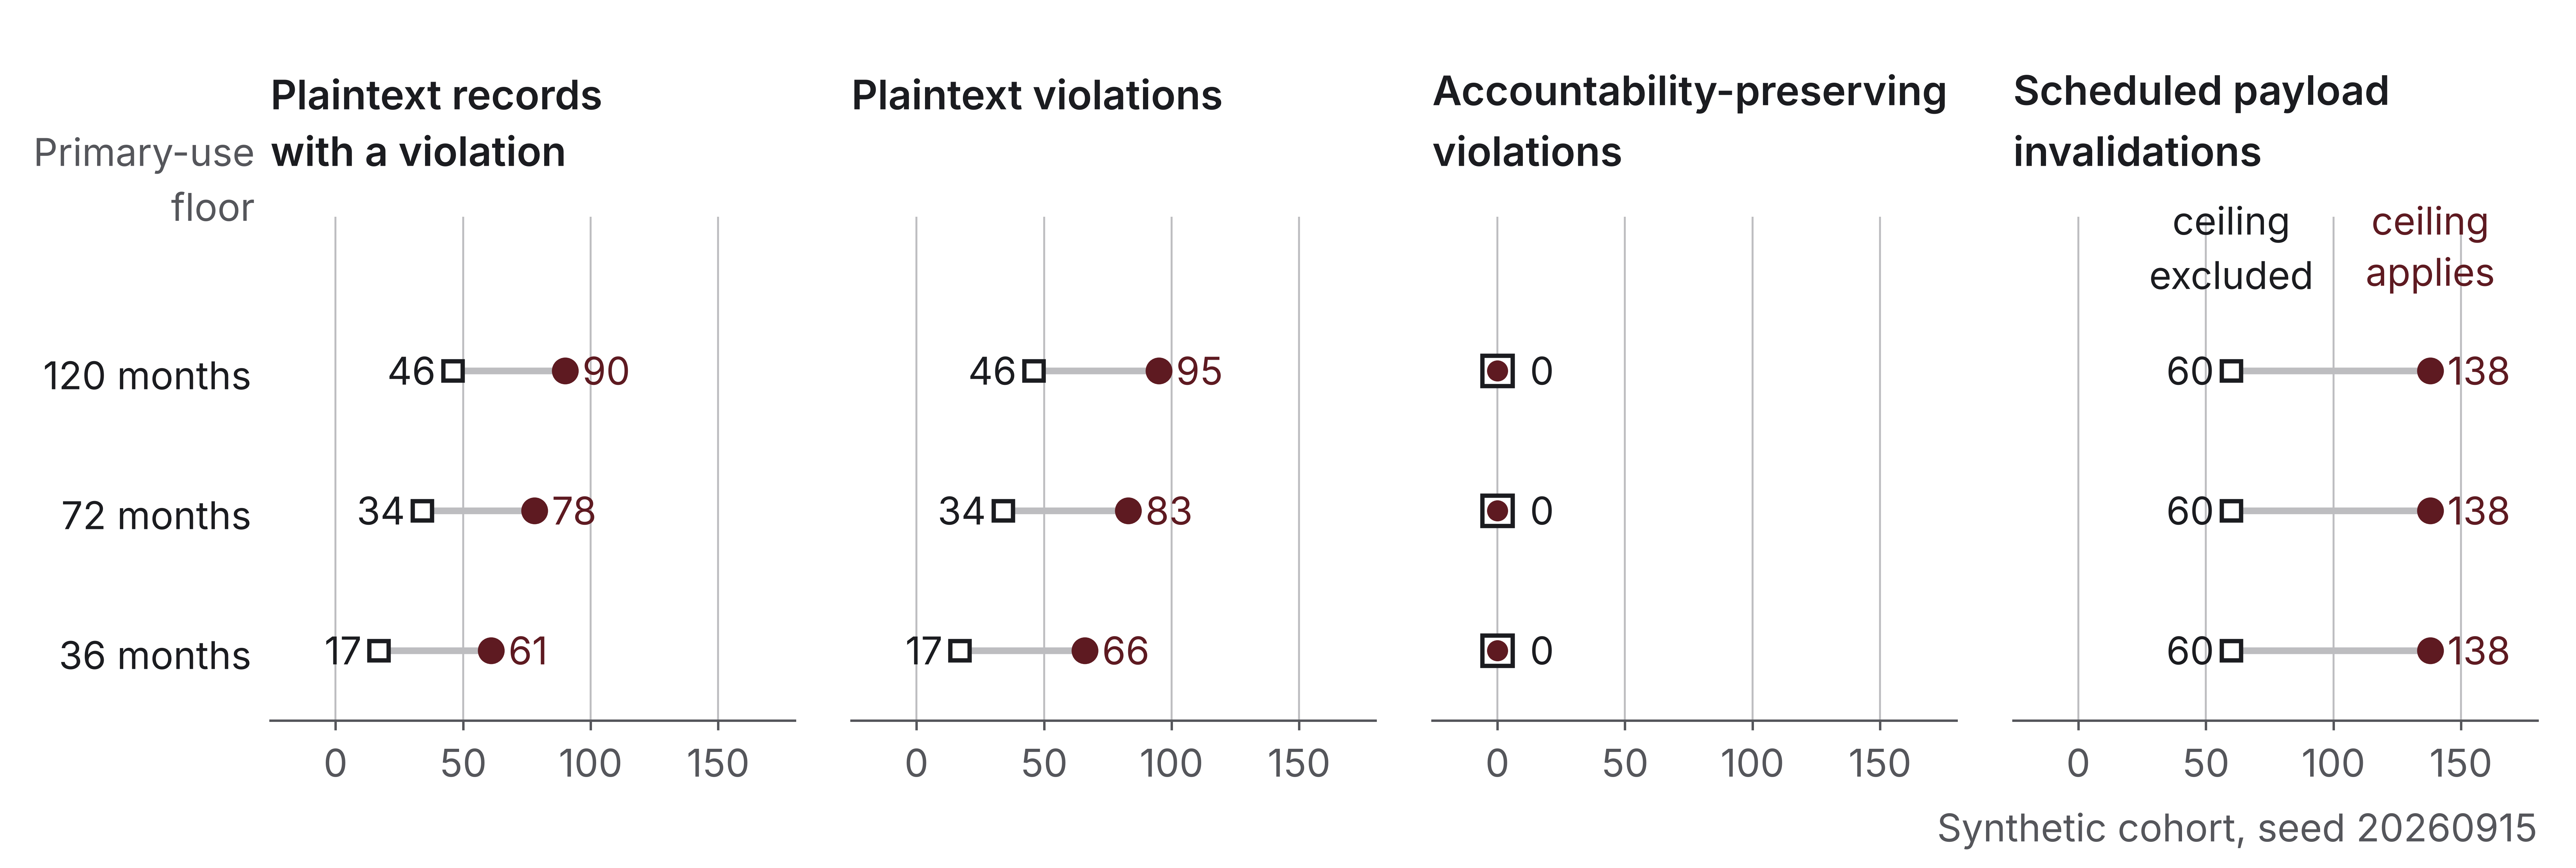 Plaintext records
with a violation
Plaintext violations
Accountability-preserving
violations
Scheduled payload
invalidations
Primary-use
floor
ceiling
excluded
ceiling
applies
120 months
46 90
46 95
0
60 138
72 months
34 78
34 83
0
60 138
36 months
17 61
17 66
0
60 138
0 50 100 150
0 50 100 150
0 50 100 150
0 50 100 150
Synthetic cohort, seed 20260915